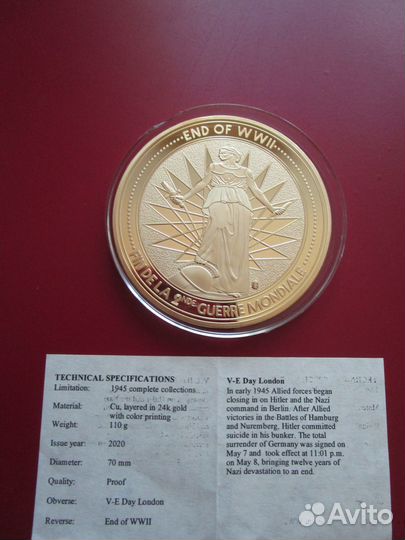 ·····END OF WWII·····
FIN DE LA 2NDE GUERRE MONDIALE
TECHNICAL SPECIFICATIONS
Limitation: 1945 complete collections
Material: Cu, layered in 24k gold
with color printing
Weight: 110 g
Issue year: 2020
Diameter: 70 mm
Quality: Proof
Obverse: V-E Day London
Reverse: End of WWII
V-E Day London
In early 1945 Allied forces began
closing in on Hitler and the Nazi
command in Berlin. After Allied
victories in the Battles of Hamburg
and Nuremberg, Hitler committed
suicide in his bunker. The total
surrender of Germany was signed on
May 7 and took effect at 11:01 p.m.
on May 8, bringing twelve years of
Nazi devastation to an end.
Avito